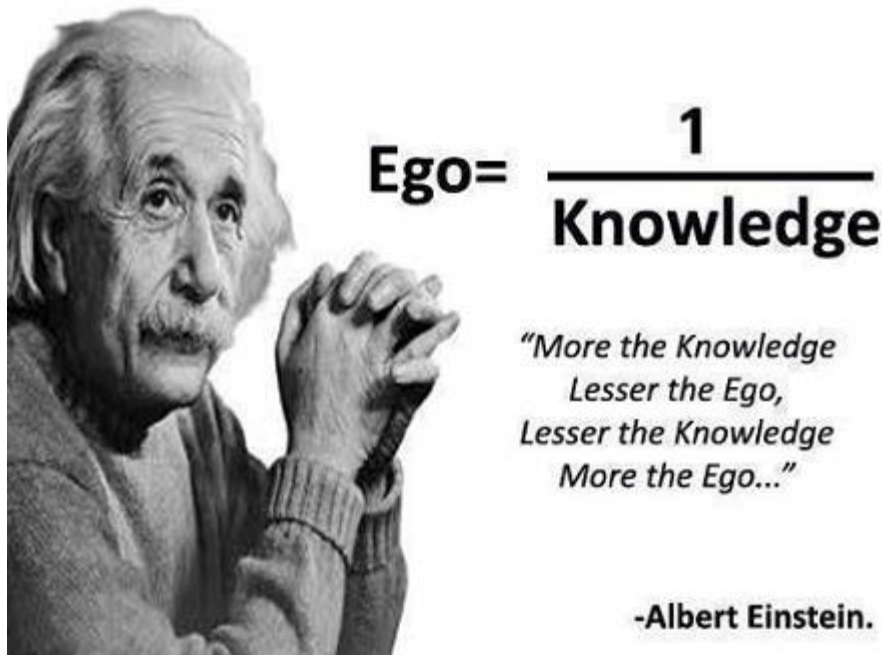 Ego= 1
Knowledge
“More the Knowledge
Lesser the Ego,
Lesser the Knowledge
More the Ego...”
-Albert Einstein.